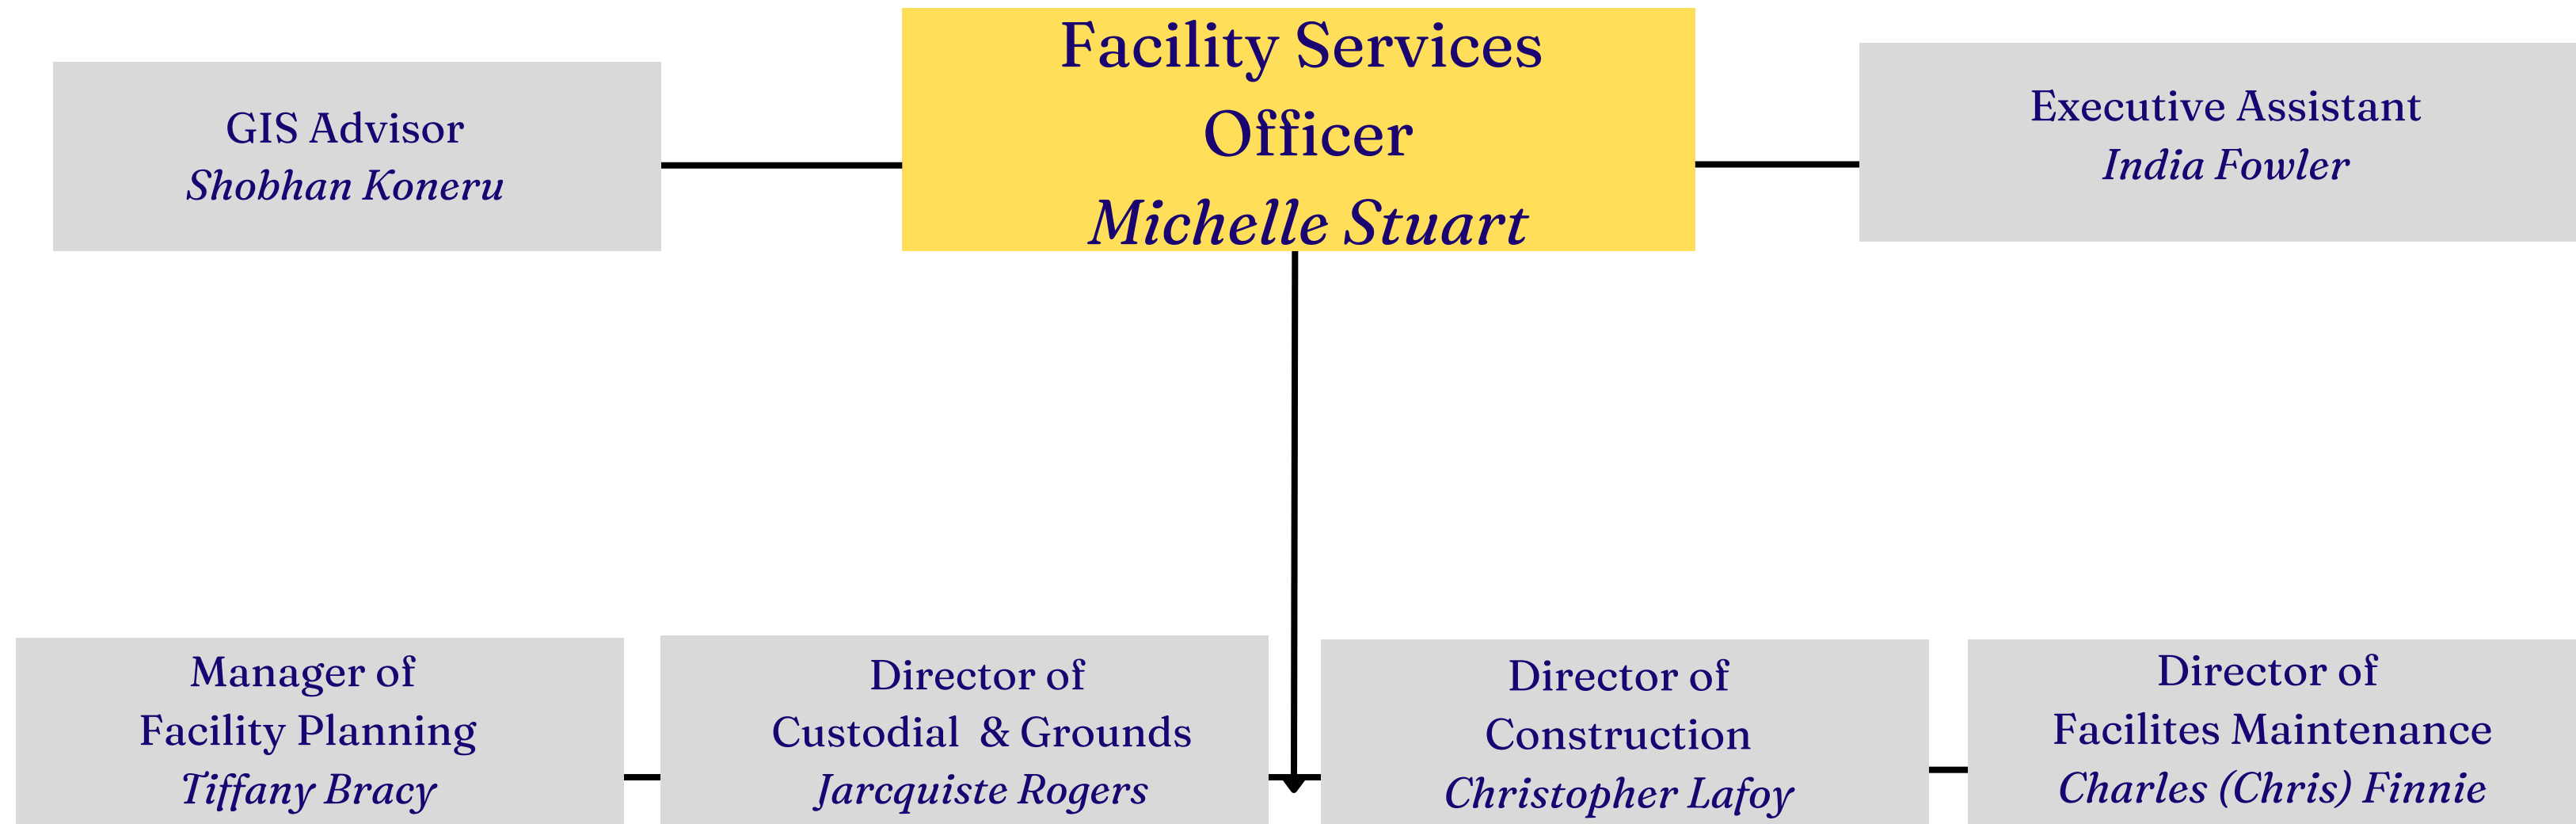 GIS Advisor
Shobhan Koneru
Facility Services
Officer
Michelle Stuart
Executive Assistant
India Fowler
Manager of
Facility Planning
Tiffany Bracy
Director of
Custodial & Grounds
Jarcquiste Rogers
Director of
Construction
Christopher Lafoy
Director of
Facilites Maintenance
Charles (Chris) Finnie